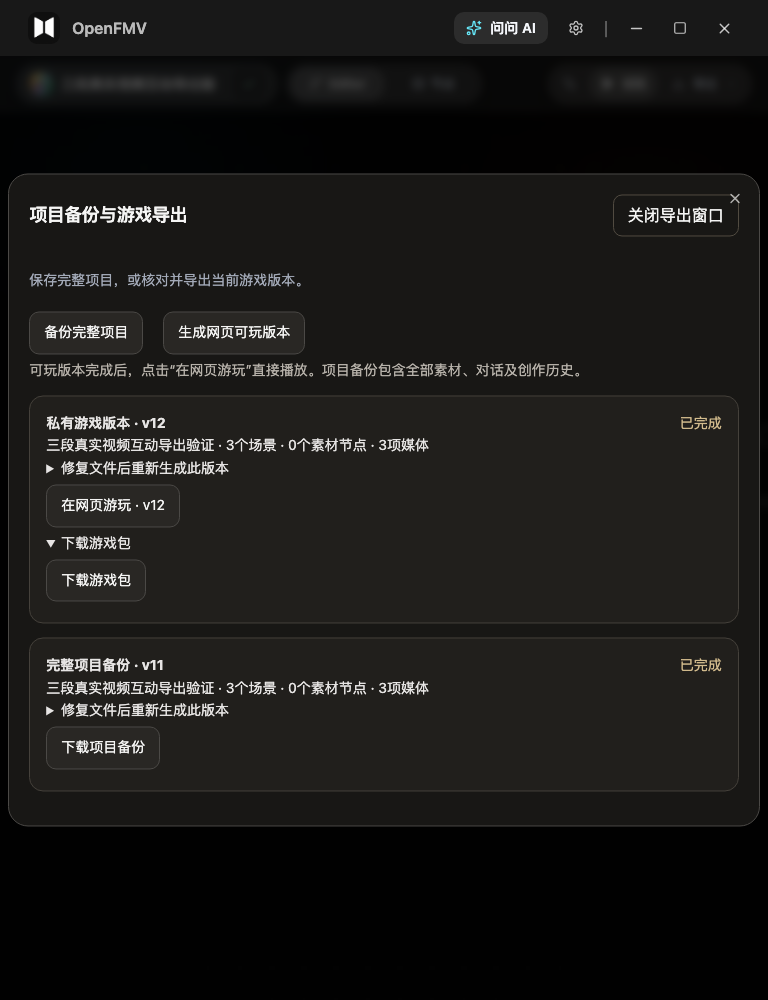 OpenFMV
问问 AI
项目备份与游戏导出
关闭导出窗口
保存完整项目，或核对并导出当前游戏版本。
备份完整项目
生成网页可玩版本
可玩版本完成后，点击“在网页游玩”直接播放。项目备份包含全部素材、对话及创作历史。
私有游戏版本 · v12
已完成
三段真实视频互动导出验证 · 3个场景 · 0个素材节点 · 3项媒体
修复文件后重新生成此版本
在网页游玩 · v12
下载游戏包
下载游戏包
完整项目备份 · v11
已完成
三段真实视频互动导出验证 · 3个场景 · 0个素材节点 · 3项媒体
修复文件后重新生成此版本
下载项目备份